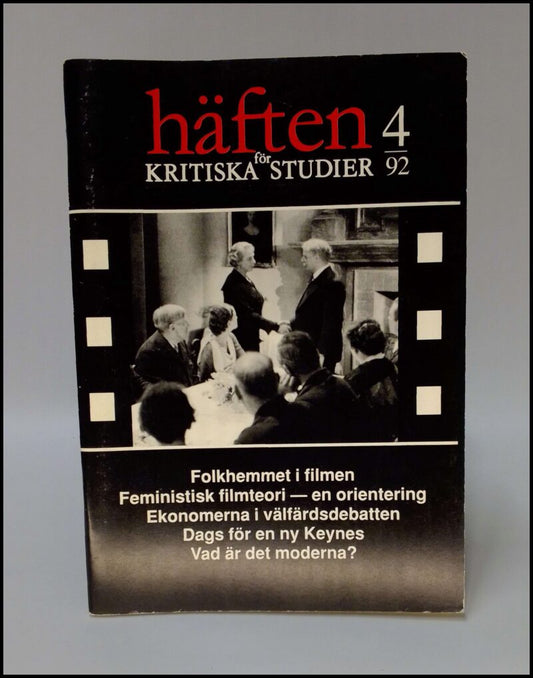 häften 4
för
KRITISKA STUDIER 92
Folkhemmet i filmen
Feministisk filmteori — en orientering
Ekonomerna i välfärdsdebatten
Dags för en ny Keynes
Vad är det moderna?